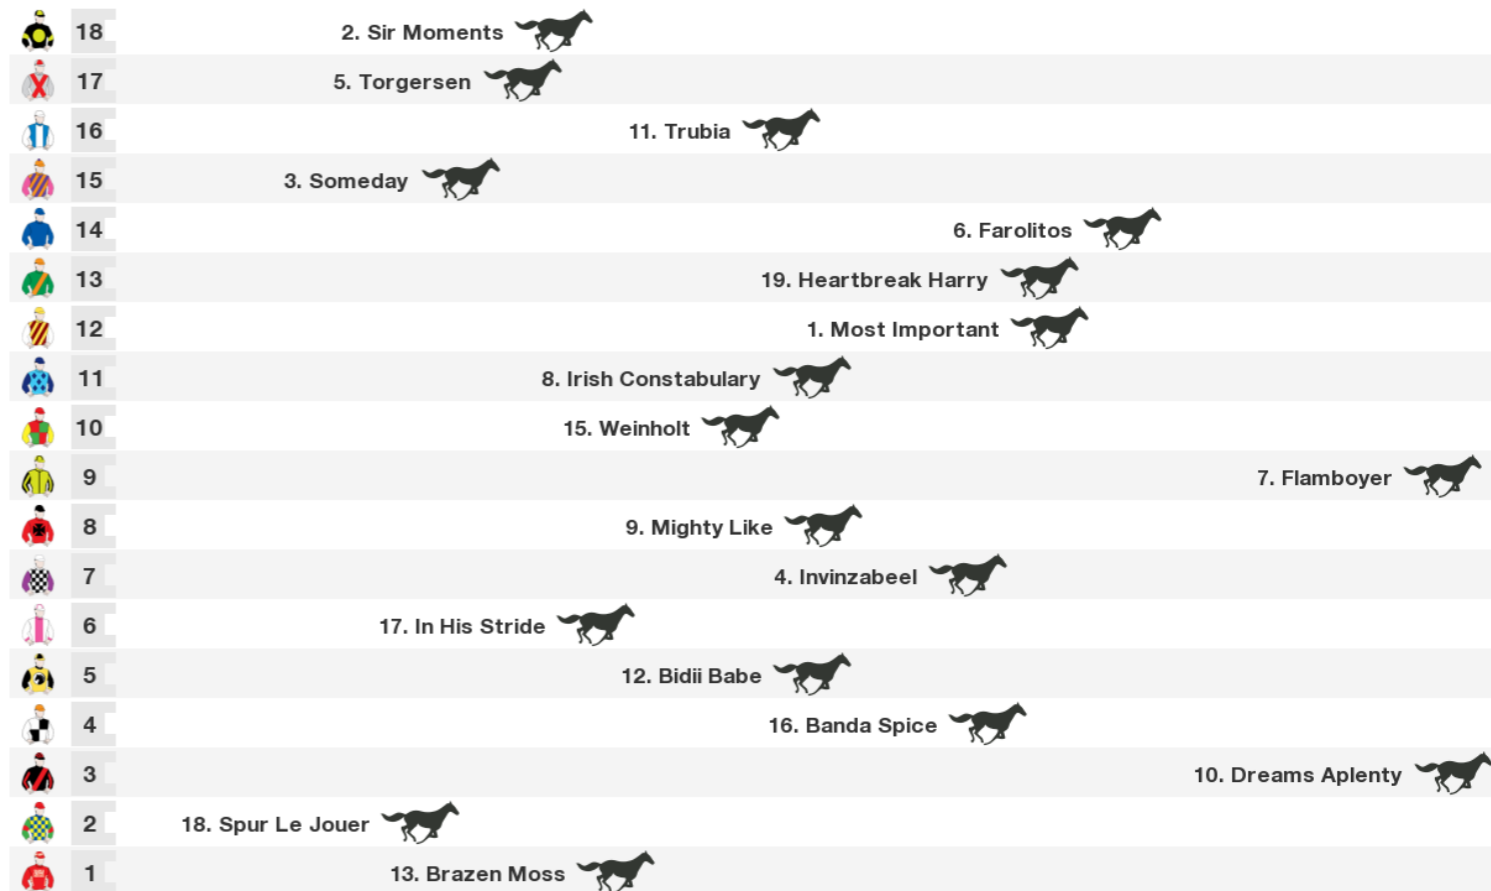 18 2. Sir Moments
17 5. Torgersen
16 11. Trubia
15 3. Someday
14 6. Farolitos
13 19. Heartbreak Harry
12 1. Most Important
11 8. Irish Constabulary
10 15. Weinholt
9 7. Flamboyer
8 9. Mighty Like
7 4. Invinzabeel
6 17. In His Stride
5 12. Bidii Babe
4 16. Banda Spice
3 10. Dreams Aplenty
2 18. Spur Le Jouer
1 13. Brazen Moss